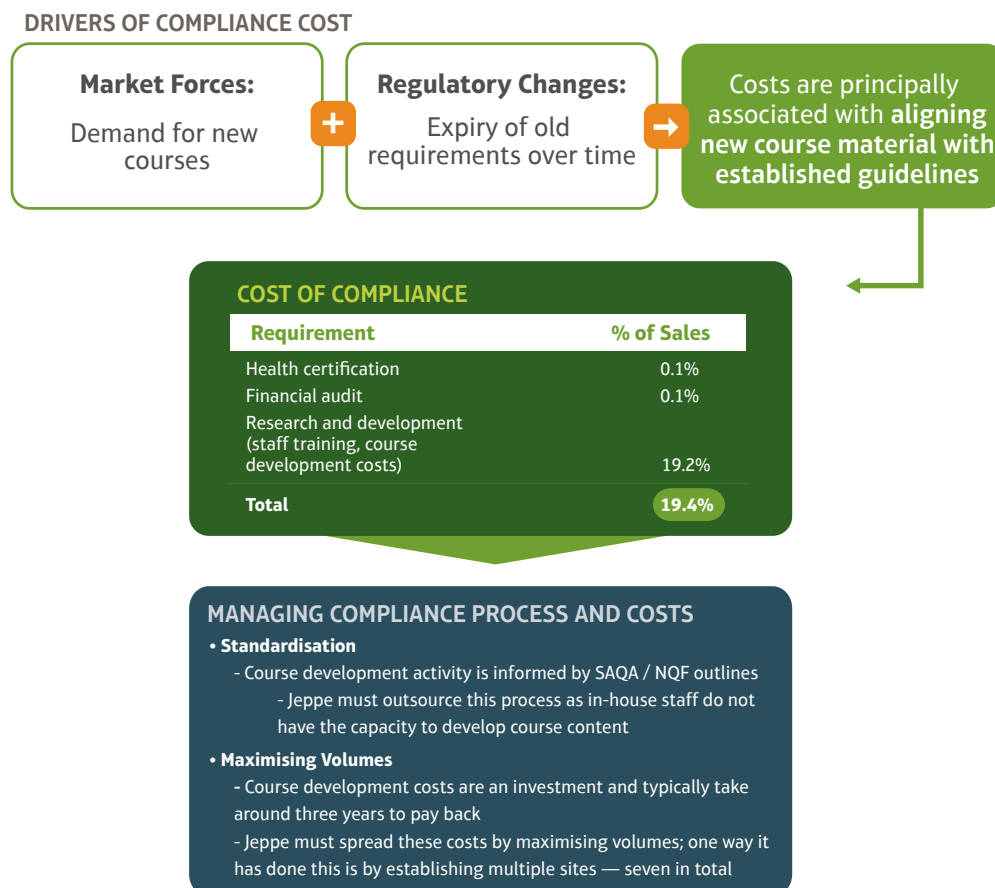 DRIVERS OF COMPLIANCE COST
Market Forces:
Demand for new
courses
+
Regulatory Changes:
Expiry of old
requirements over time
→
Costs are principally
associated with aligning
new course material with
established guidelines
COST OF COMPLIANCE
Requirement % of Sales
Health certification 0.1%
Financial audit 0.1%
Research and development
(staff training, course
development costs) 19.2%
Total 19.4%
MANAGING COMPLIANCE PROCESS AND COSTS
• Standardisation
- Course development activity is informed by SAQA / NQF outlines
- Jeppe must outsource this process as in-house staff do not
have the capacity to develop course content
• Maximising Volumes
- Course development costs are an investment and typically take
around three years to pay back
- Jeppe must spread these costs by maximising volumes; one way it
has done this is by establishing multiple sites — seven in total